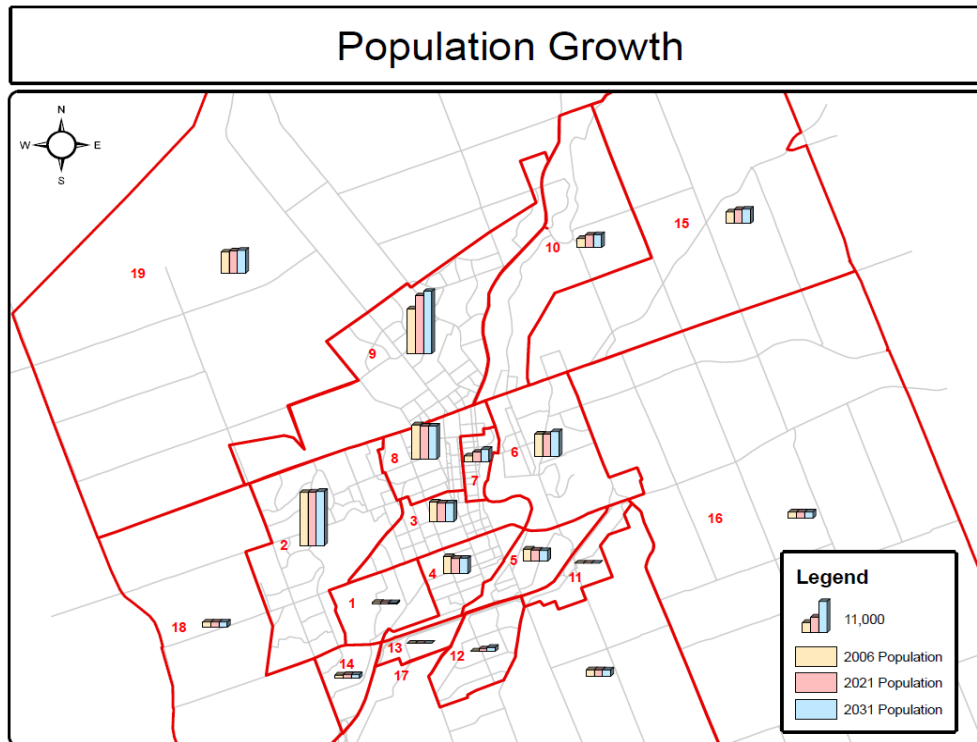 Population Growth
N
W E
S
19
15
10
9
8
6
7
2
3
16
4
5
11
1
18
13
12
14
17
Legend
11,000
2006 Population
2021 Population
2031 Population